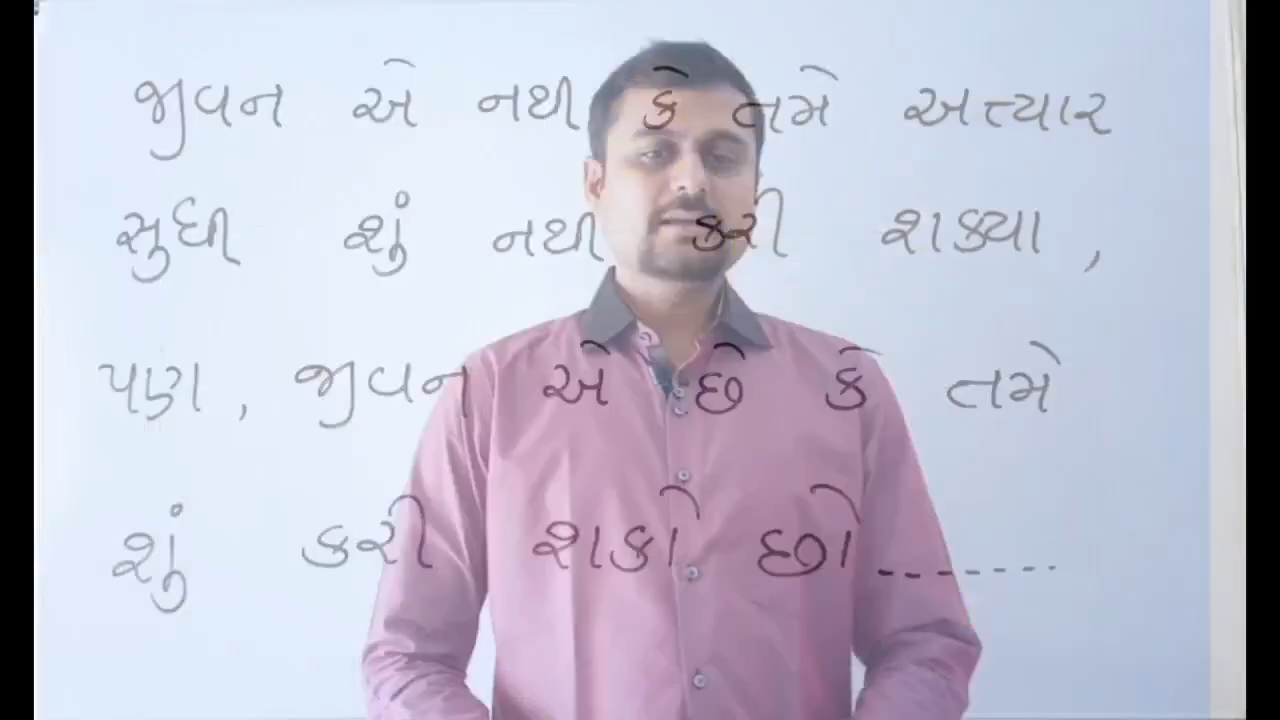 જીવન એ નથી કે તમે અત્યાર
સુધી શું નથી કરી શક્યા ,
પણ , જીવન એ છે કે તમે
શું કરી શકો છો .......